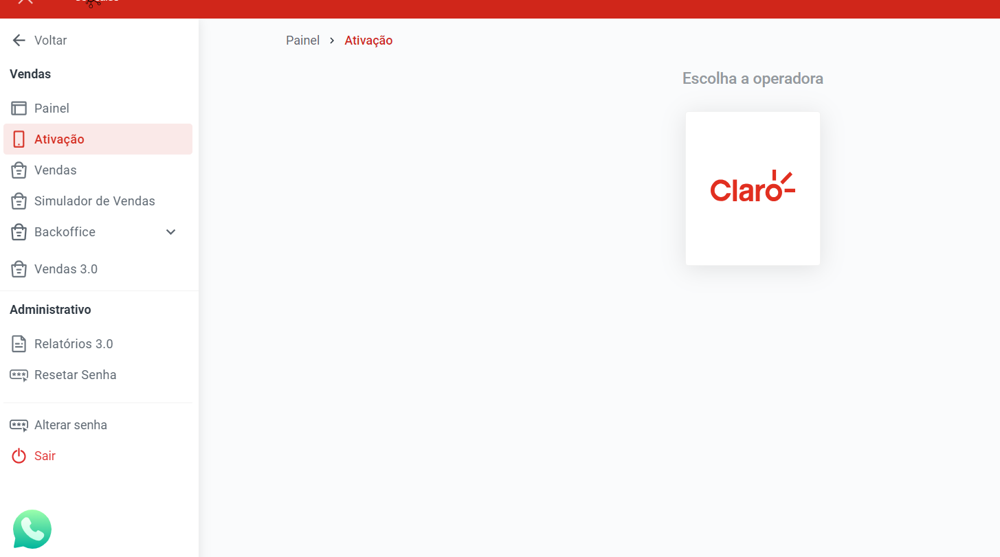 Voltar
Painel
Ativação
Vendas
Escolha a operadora
Painel
Ativação
Claro
Vendas
Simulador de Vendas
Backoffice
Vendas 3.0
Administrativo
Relatórios 3.0
Resetar Senha
Alterar senha
Sair